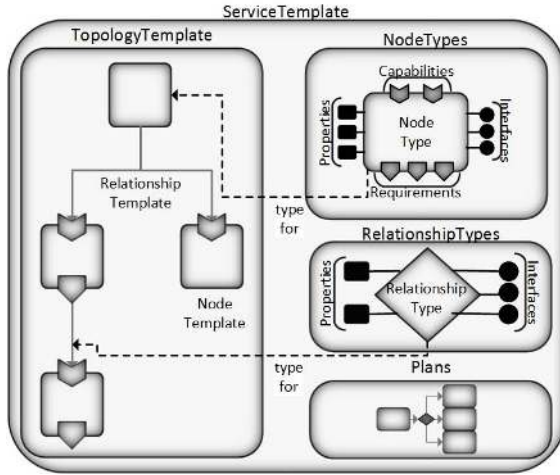 ServiceTemplate
TopologyTemplate
Relationship
Template
Node
Template
type
for
type
for
NodeTypes
Capabilities
Properties
Node
Type
Interfaces
Requirements
RelationshipTypes
Properties
Relationship
Type
Interfaces
Plans